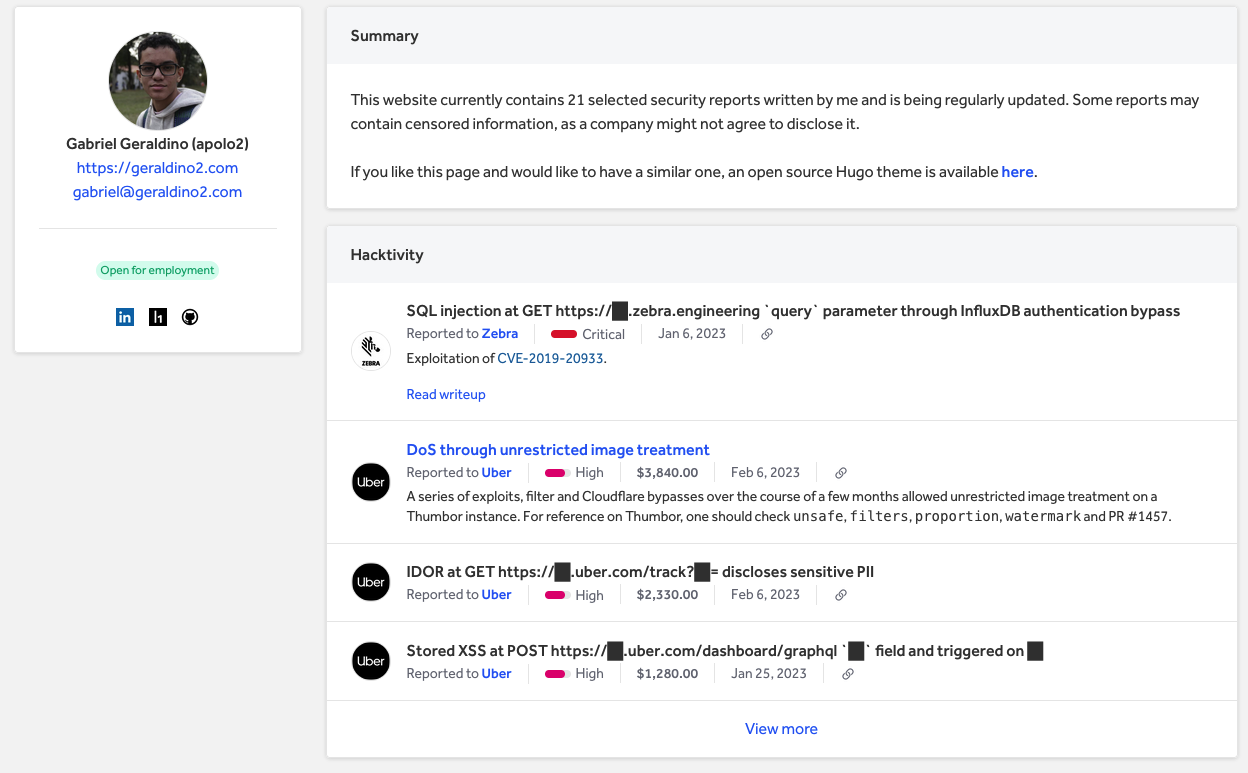 Gabriel Geraldino (apolo2)
https://geraldino2.com
gabriel@geraldino2.com
Open for employment
in
h1
Summary
This website currently contains 21 selected security reports written by me and is being regularly updated. Some reports may
contain censored information, as a company might not agree to disclose it.
If you like this page and would like to have a similar one, an open source Hugo theme is available here.
Hacktivity
ZEBRA
SQL injection at GET https://█.zebra.engineering `query` parameter through InfluxDB authentication bypass
Reported to Zebra Critical Jan 6, 2023
Exploitation of CVE-2019-20933.
Read writeup
Uber
DoS through unrestricted image treatment
Reported to Uber High $3,840.00 Feb 6, 2023
A series of exploits, filter and Cloudflare bypasses over the course of a few months allowed unrestricted image treatment on a
Thumbor instance. For reference on Thumbor, one should check unsafe, filters, proportion, watermark and PR #1457.
Uber
IDOR at GET https://█.uber.com/track?█= discloses sensitive PII
Reported to Uber High $2,330.00 Feb 6, 2023
Uber
Stored XSS at POST https://█.uber.com/dashboard/graphql `█` field and triggered on █
Reported to Uber High $1,280.00 Jan 25, 2023
View more